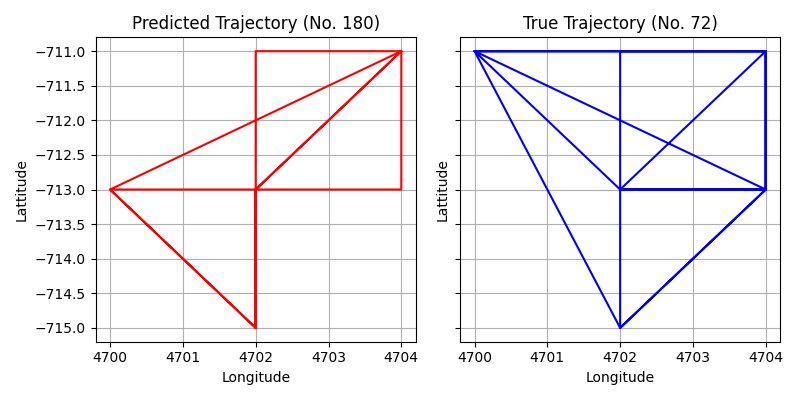 Predicted Trajectory (No. 180)
True Trajectory (No. 72)
Lattitude
−711.0
−711.5
−712.0
−712.5
−713.0
−713.5
−714.0
−714.5
−715.0
4700 4701 4702 4703 4704
Longitude
Lattitude
4700 4701 4702 4703 4704
Longitude